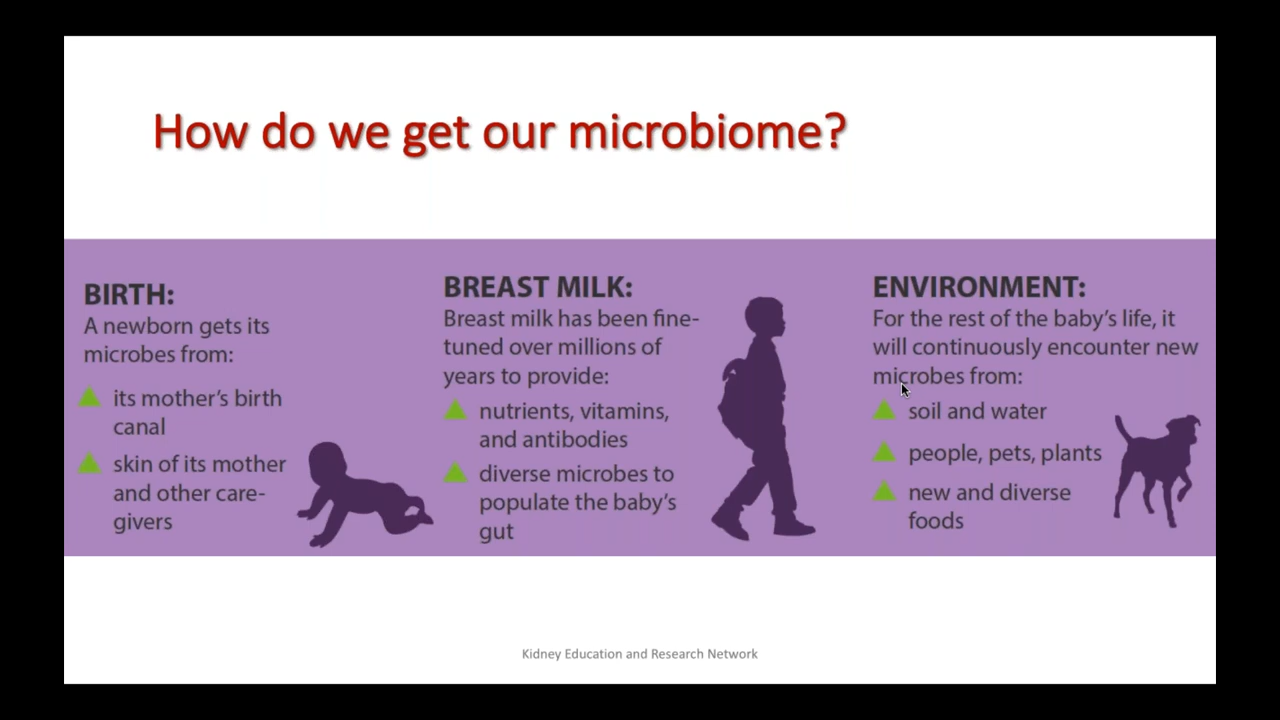 How do we get our microbiome?
BIRTH:
A newborn gets its
microbes from:
its mother's birth
canal
skin of its mother
and other care-
givers
BREAST MILK:
Breast milk has been fine-
tuned over millions of
years to provide:
nutrients, vitamins,
and antibodies
diverse microbes to
populate the baby's
gut
ENVIRONMENT:
For the rest of the baby's life, it
will continuously encounter new
microbes from:
soil and water
people, pets, plants
new and diverse
foods
Kidney Education and Research Network